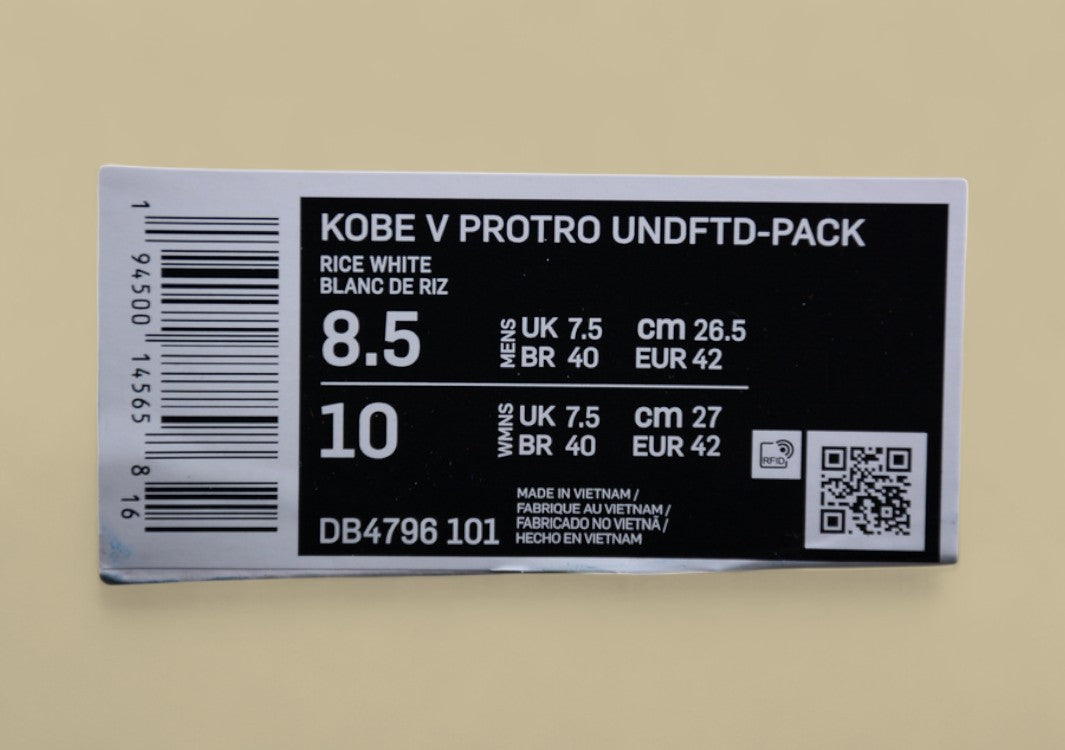 KOBE V PROTRO UNDFTD-PACK
RICE WHITE
BLANC DE RIZ
8.5 MENS UK 7.5 cm 26.5
BR 40 EUR 42
10 WMNS UK 7.5 cm 27
BR 40 EUR 42
RFID
DB4796 101
MADE IN VIETNAM /
FABRIQUE AU VIETNAM /
FABRICADO NO VIETNÃ /
HECHO EN VIETNAM
1 94500 14565 8 16